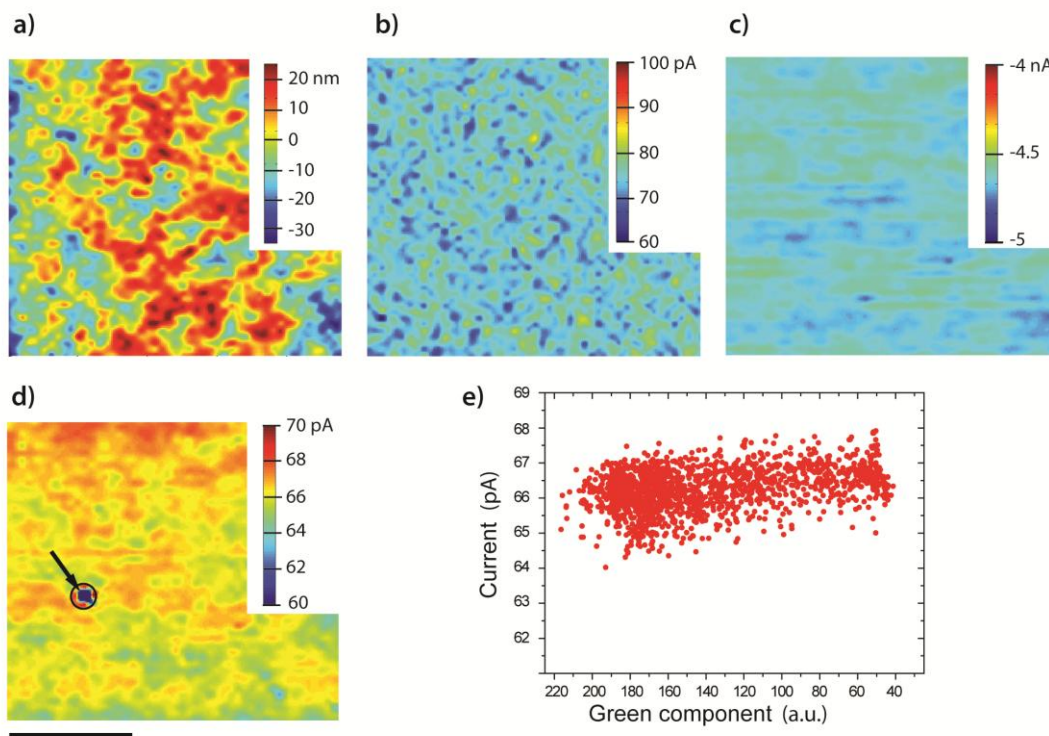 a)
20 nm
10
0
-10
-20
-30
b)
100 pA
90
80
70
60
c)
-4 nA
-4.5
-5
d)
70 pA
68
66
64
62
60
e)
69
68
67
66
65
64
63
62
Current (pA)
220 200 180 160 140 120 100 80 60 40
Green component (a.u.)